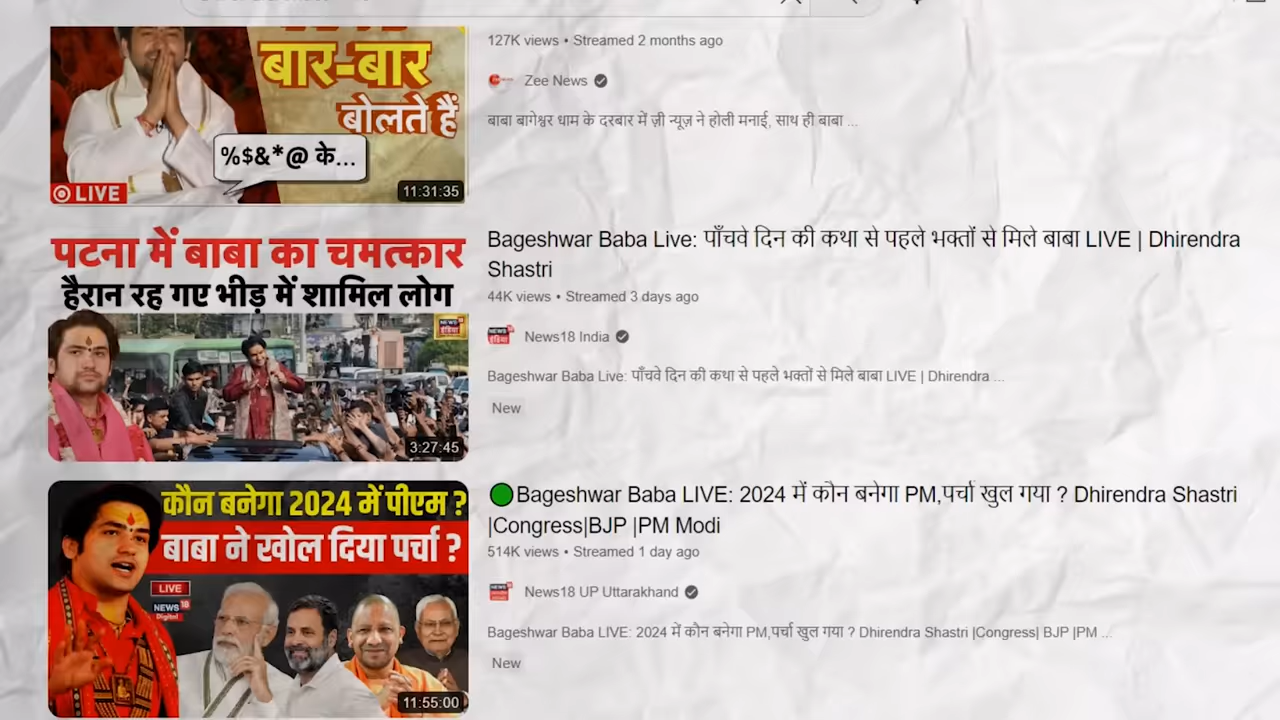 बार-बार
बोलते हैं
%$&*@ के...
LIVE
11:31:35
127K views • Streamed 2 months ago
Zee News
बाबा बागेश्वर धाम के दरबार में ज़ी न्यूज़ ने होली मनाई, साथ ही बाबा ...
पटना में बाबा का चमत्कार
हैरान रह गए भीड़ में शामिल लोग
NEWS18
इंडिया
3:27:45
Bageshwar Baba Live: पाँचवे दिन की कथा से पहले भक्तों से मिले बाबा LIVE | Dhirendra
Shastri
44K views • Streamed 3 days ago
News18 India
Bageshwar Baba Live: पाँचवे दिन की कथा से पहले भक्तों से मिले बाबा LIVE | Dhirendra ...
New
कौन बनेगा 2024 में पीएम ?
बाबा ने खोल दिया पर्चा ?
LIVE
NEWS18
Digital
11:55:00
Bageshwar Baba LIVE: 2024 में कौन बनेगा PM,पर्चा खुल गया ? Dhirendra Shastri
|Congress|BJP |PM Modi
514K views • Streamed 1 day ago
News18 UP Uttarakhand
Bageshwar Baba LIVE: 2024 में कौन बनेगा PM,पर्चा खुल गया ? Dhirendra Shastri |Congress| BJP |PM ...
New